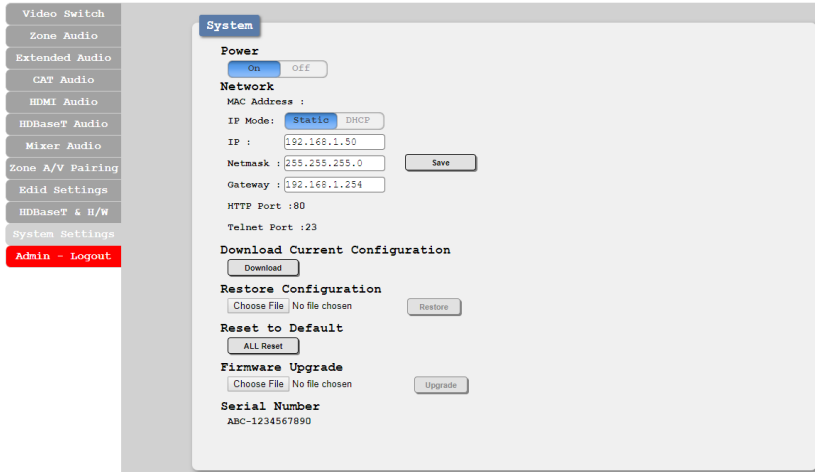 Video Switch
Zone Audio
Extended Audio
CAT Audio
HDMI Audio
HDBaseT Audio
Mixer Audio
Zone A/V Pairing
Edid Settings
HDBaseT & H/W
System Settings
Admin - Logout
System
Power
On Off
Network
MAC Address :
IP Mode: Static DHCP
IP : 192.168.1.50
Netmask : 255.255.255.0 Save
Gateway : 192.168.1.254
HTTP Port :80
Telnet Port :23
Download Current Configuration
Download
Restore Configuration
Choose File No file chosen Restore
Reset to Default
ALL Reset
Firmware Upgrade
Choose File No file chosen Upgrade
Serial Number
ABC-1234567890